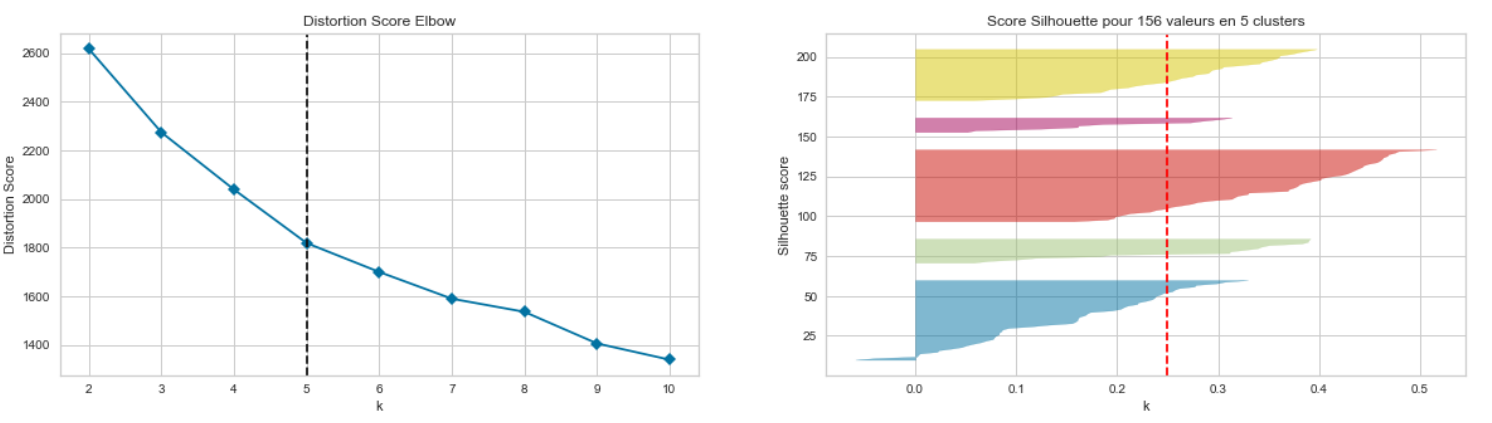 Distortion Score Elbow
Distortion Score
2600
2400
2200
2000
1800
1600
1400
2 3 4 5 6 7 8 9 10
k
Score Silhouette pour 156 valeurs en 5 clusters
Silhouette score
200
175
150
125
100
75
50
25
0.0 0.1 0.2 0.3 0.4 0.5
k